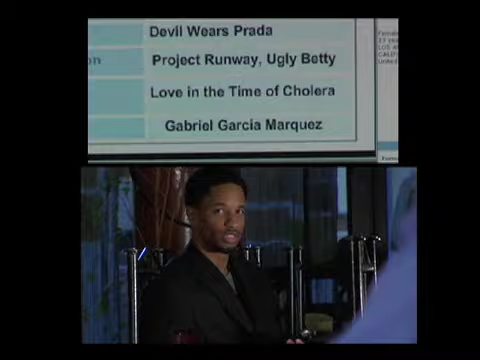 Devil Wears Prada
Project Runway, Ugly Betty
Love in the Time of Cholera
Gabriel Garcia Marquez